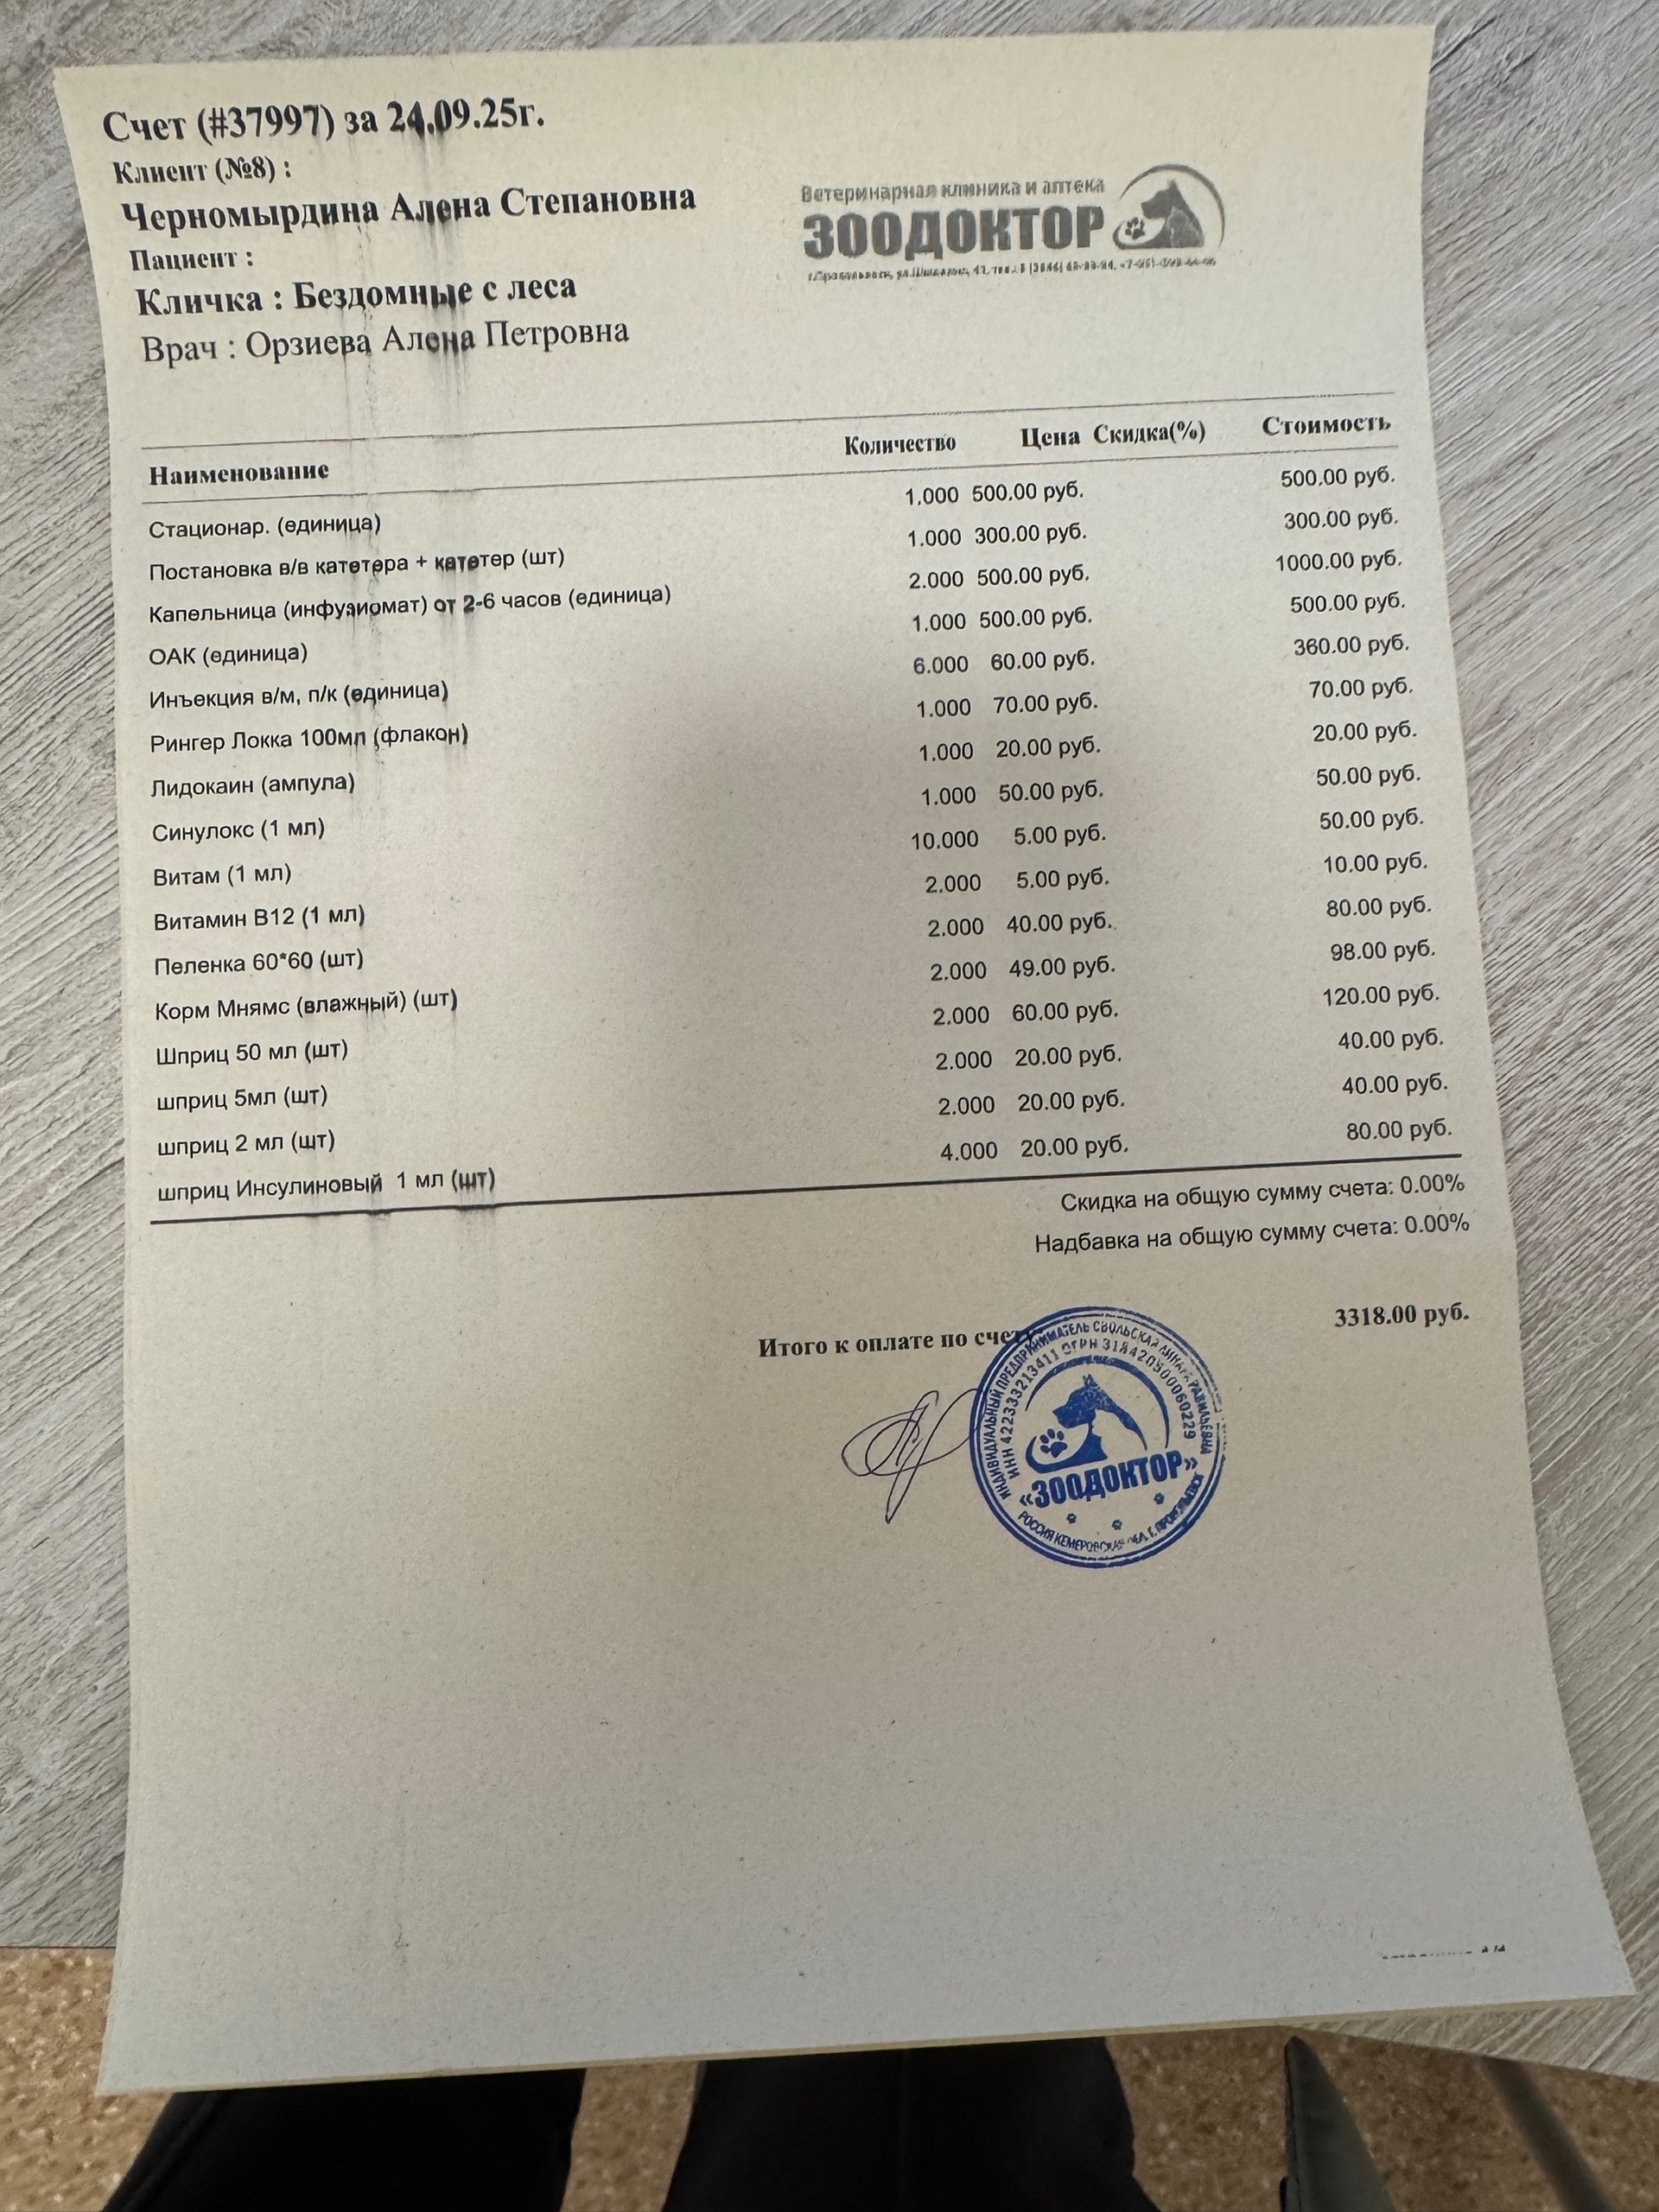 Счет (#37997) за 24.09.25г.
Клиент (№8) :
Черномырдина Алена Степановна
Пациент :
Кличка : Бездомные с леса
Врач : Орзиева Алена Петровна
Ветеринарная клиника и аптека
ЗООДОКТОР
Наименование Количество Цена Скидка(%) Стоимость
Стационар. (единица) 1.000 500.00 руб. 500.00 руб.
Постановка в/в катетера + катетер (шт) 1.000 300.00 руб. 300.00 руб.
Капельница (инфузиомат) от 2-6 часов (единица) 2.000 500.00 руб. 1000.00 руб.
ОАК (единица) 1.000 500.00 руб. 500.00 руб.
Инъекция в/м, п/к (единица) 6.000 60.00 руб. 360.00 руб.
Рингер Локка 100мл (флакон) 1.000 70.00 руб. 70.00 руб.
Лидокаин (ампула) 1.000 20.00 руб. 20.00 руб.
Синулокс (1 мл) 1.000 50.00 руб. 50.00 руб.
Витам (1 мл) 10.000 5.00 руб. 50.00 руб.
Витамин В12 (1 мл) 2.000 5.00 руб. 10.00 руб.
Пеленка 60*60 (шт) 2.000 40.00 руб. 80.00 руб.
Корм Мнямс (влажный) (шт) 2.000 49.00 руб. 98.00 руб.
Шприц 50 мл (шт) 2.000 60.00 руб. 120.00 руб.
шприц 5мл (шт) 2.000 20.00 руб. 40.00 руб.
шприц 2 мл (шт) 2.000 20.00 руб. 40.00 руб.
шприц Инсулиновый 1 мл (шт) 4.000 20.00 руб. 80.00 руб.
Скидка на общую сумму счета: 0.00%
Надбавка на общую сумму счета: 0.00%
Итого к оплате по счету 3318.00 руб.
ИНДИВИДУАЛЬНЫЙ ПРЕДПРИНИМАТЕЛЬ СВОЛЬСКАЯ РАВИЛЬЕВНА
ИНН 422333213411 ОГРН 318420500060229
«ЗООДОКТОР»
РОССИЯ КЕМЕРОВСКАЯ ОБЛ. Г. ПРОКОПЬЕВСК